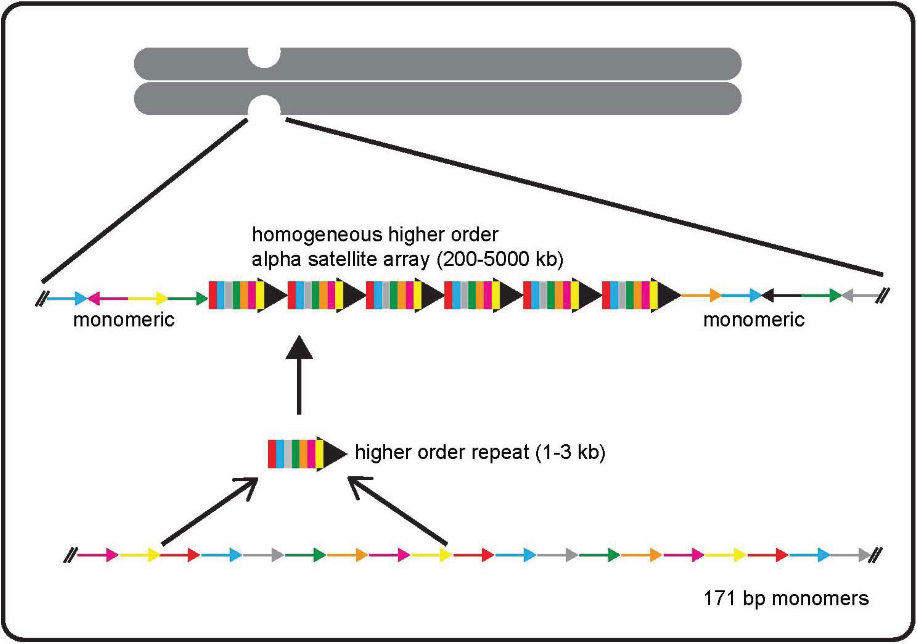 homogeneous higher order
alpha satellite array (200-5000 kb)
monomeric
monomeric
higher order repeat (1-3 kb)
171 bp monomers